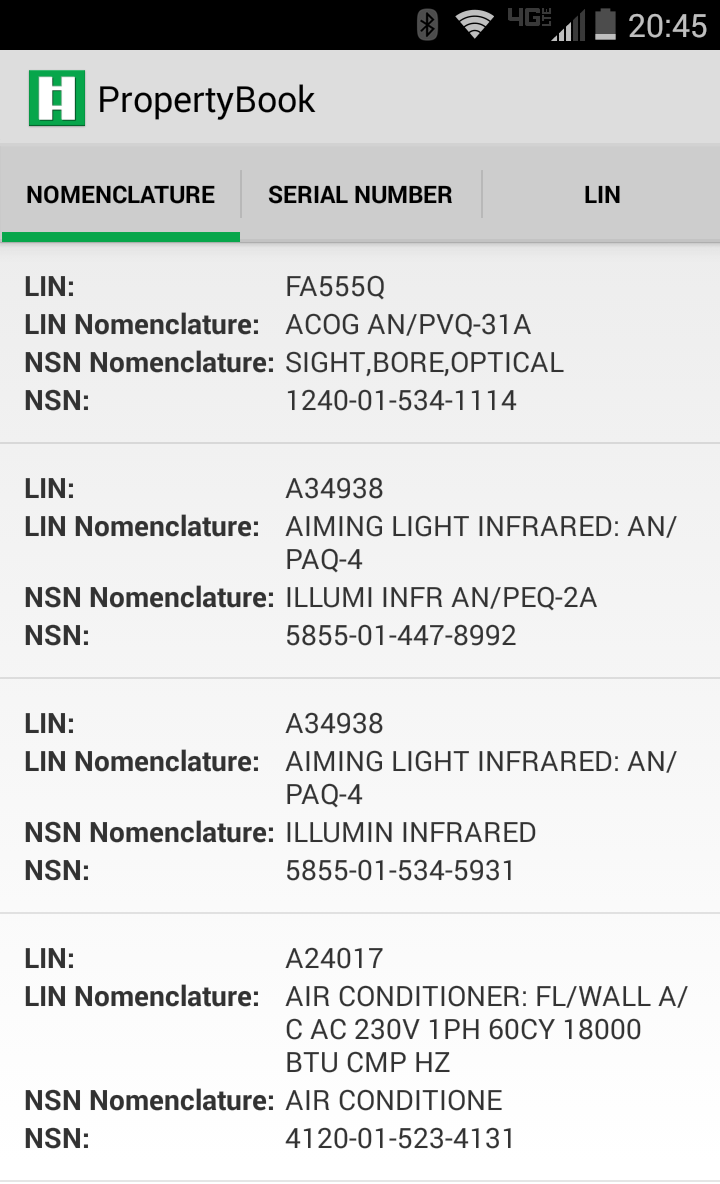 4G LTE 20:45
PropertyBook
NOMENCLATURE SERIAL NUMBER LIN
LIN: FA555Q
LIN Nomenclature: ACOG AN/PVQ-31A
NSN Nomenclature: SIGHT,BORE,OPTICAL
NSN: 1240-01-534-1114
LIN: A34938
LIN Nomenclature: AIMING LIGHT INFRARED: AN/
PAQ-4
NSN Nomenclature: ILLUMI INFR AN/PEQ-2A
NSN: 5855-01-447-8992
LIN: A34938
LIN Nomenclature: AIMING LIGHT INFRARED: AN/
PAQ-4
NSN Nomenclature: ILLUMIN INFRARED
NSN: 5855-01-534-5931
LIN: A24017
LIN Nomenclature: AIR CONDITIONER: FL/WALL A/
C AC 230V 1PH 60CY 18000
BTU CMP HZ
NSN Nomenclature: AIR CONDITIONE
NSN: 4120-01-523-4131